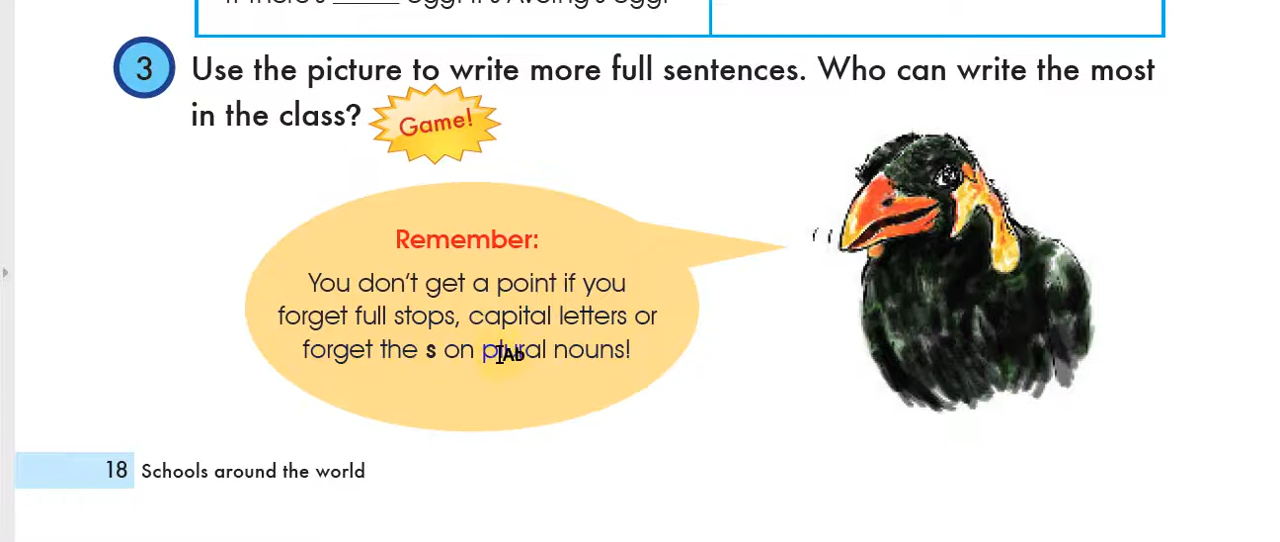 3 Use the picture to write more full sentences. Who can write the most
in the class? Game!
Remember:
You don't get a point if you
forget full stops, capital letters or
forget the s on plural nouns!
18 Schools around the world